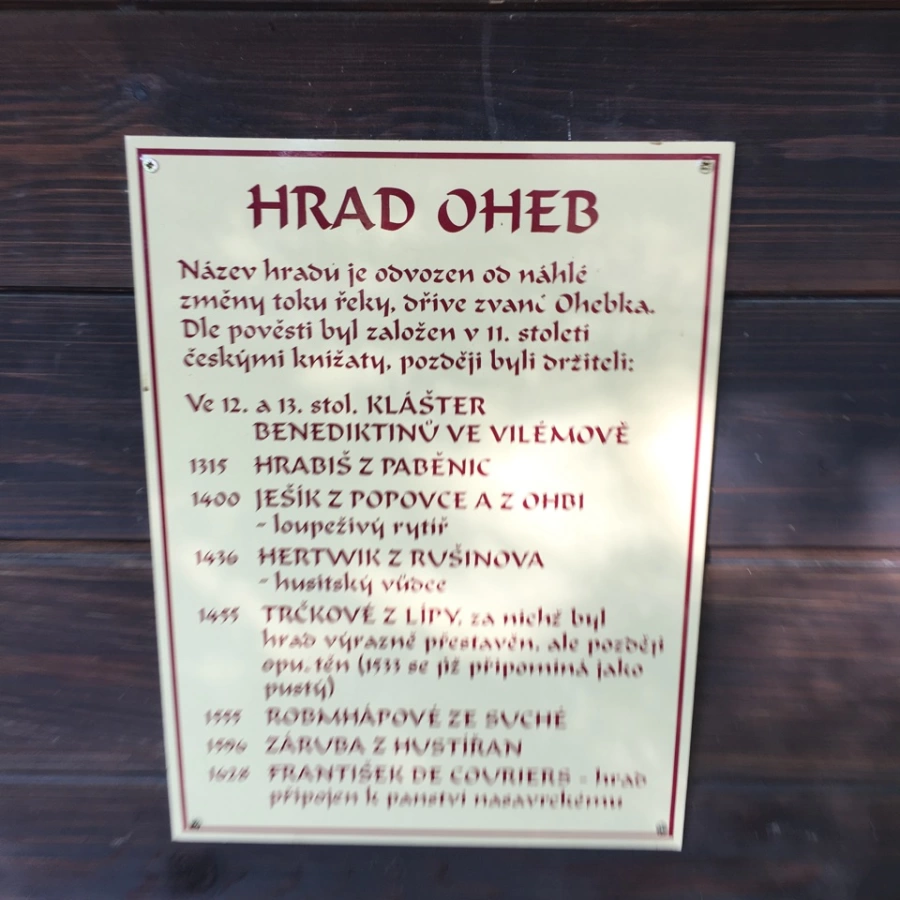 HRAD OHEB
Název hradu je odvozen od náhlé
změny toku řeky, dříve zvané Ohebka.
Dle pověsti byl založen v 11. století
českými knížaty, později byli držiteli:
Ve 12. a 13. stol. KLÁŠTER
BENEDIKTINŮ VE VILÉMOVĚ
1315 HRABIŠ Z PABĚNIC
1400 JEŠÍK Z POPOVCE A Z OHBI
- loupeživý rytíř
1436 HERTWIK Z RUŠINOVA
- husitský vůdce
1455 TRČKOVÉ Z LÍPY, za nichž byl
hrad výrazně přestavěn, ale později
opuštěn (1533 se již připomíná jako
pustý)
1555 ROBMHÁPOVÉ ZE SUCHÉ
1596 ZÁRUBA Z HUSTÍŘAN
1628 FRANTIŠEK DE COURIERS - hrad
připojen k panství nasavrckému